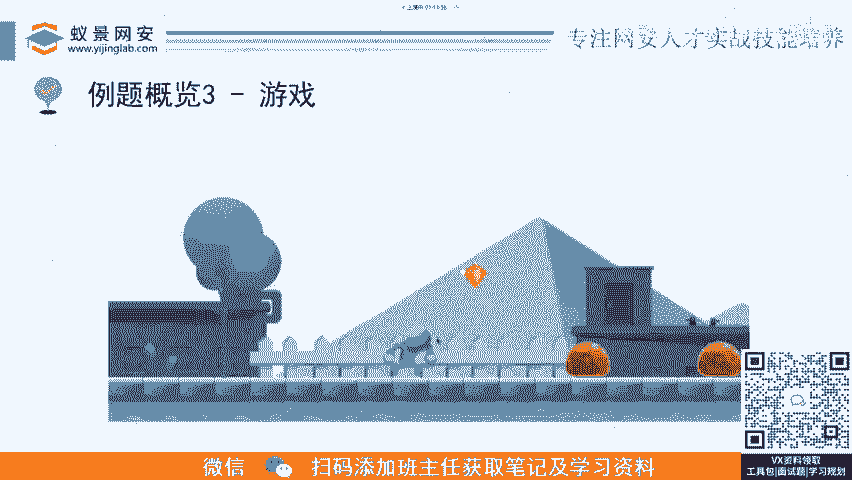 蚁景网安
www.yijinglab.com
专注网安人才实战技能培养
例题概览3 - 游戏
微信 扫码添加班主任获取笔记及学习资料
VX资料领取
工具包|面试题|学习规划